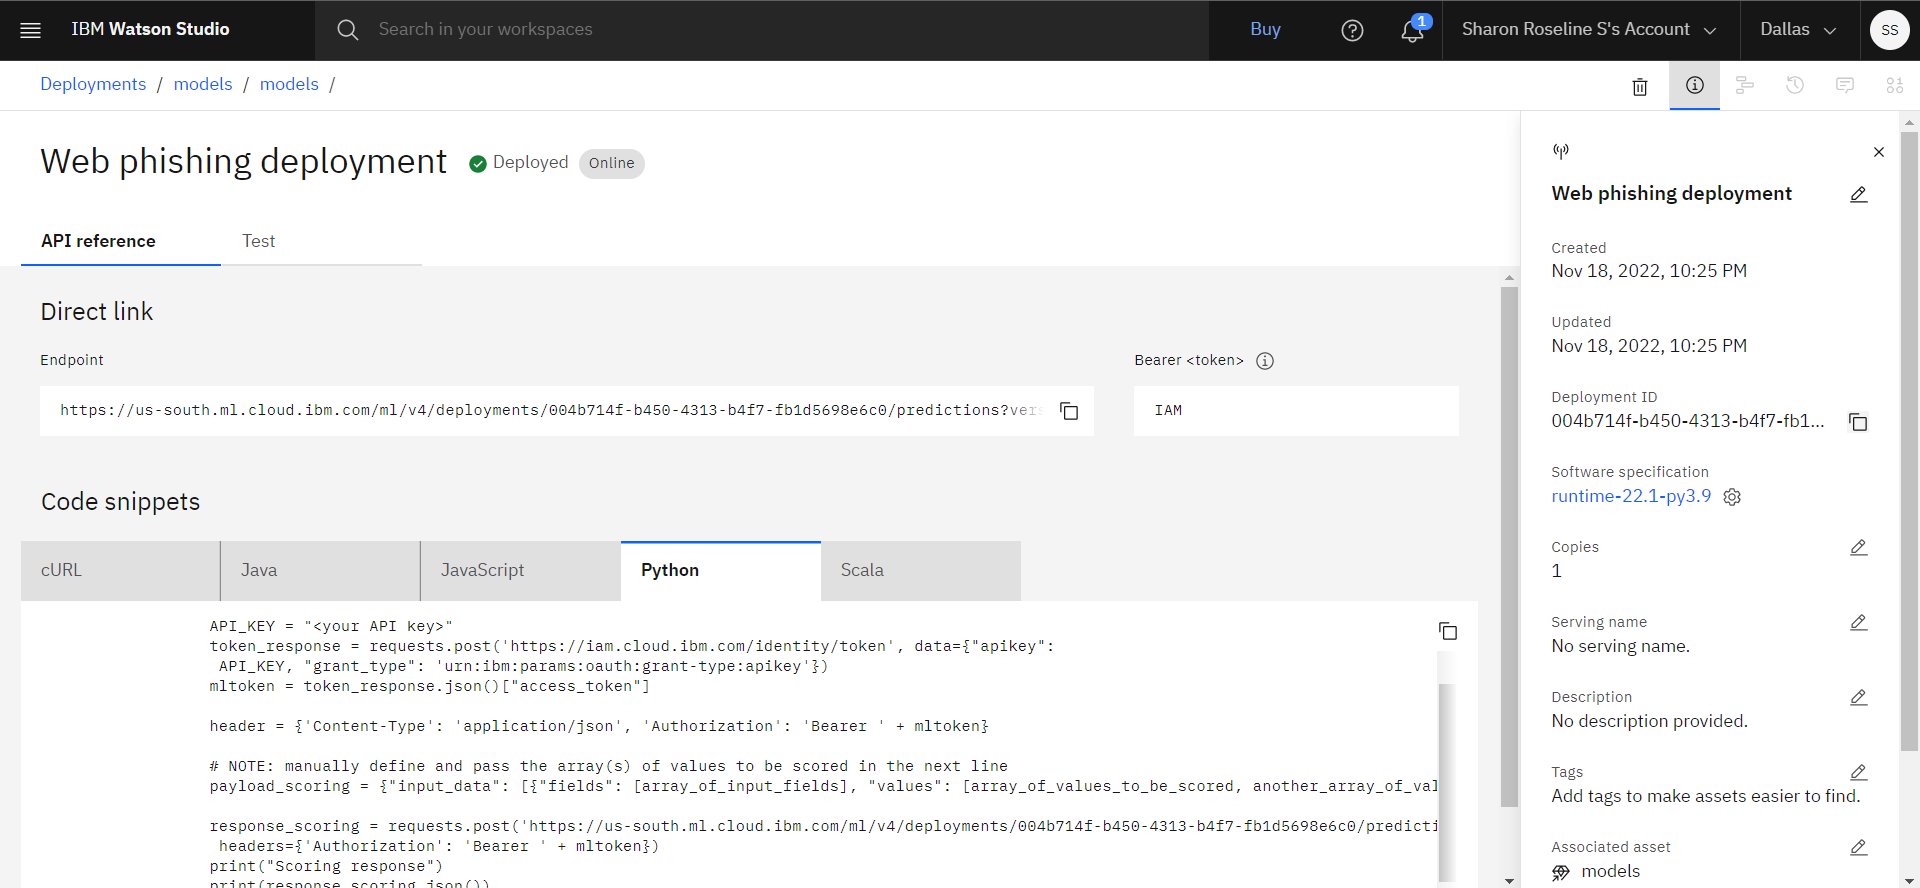 IBM Watson Studio
Search in your workspaces
Buy
1
Sharon Roseline S's Account
Dallas
SS
Deployments / models / models /
Web phishing deployment
Deployed
Online
API reference
Test
Direct link
Endpoint
https://us-south.ml.cloud.ibm.com/ml/v4/deployments/004b714f-b450-4313-b4f7-fb1d5698e6c0/predictions?vers
Bearer <token>
IAM
Code snippets
cURL
Java
JavaScript
Python
Scala
API_KEY = "<your API key>"
token_response = requests.post('https://iam.cloud.ibm.com/identity/token', data={"apikey":
API_KEY, "grant_type": 'urn:ibm:params:oauth:grant-type:apikey'})
mltoken = token_response.json()["access_token"]
header = {'Content-Type': 'application/json', 'Authorization': 'Bearer ' + mltoken}
# NOTE: manually define and pass the array(s) of values to be scored in the next line
payload_scoring = {"input_data": [{"fields": [array_of_input_fields], "values": [array_of_values_to_be_scored, another_array_of_val
response_scoring = requests.post('https://us-south.ml.cloud.ibm.com/ml/v4/deployments/004b714f-b450-4313-b4f7-fb1d5698e6c0/predicti
headers={'Authorization': 'Bearer ' + mltoken})
print("Scoring response")
print(response_scoring.json())
Web phishing deployment
Created
Nov 18, 2022, 10:25 PM
Updated
Nov 18, 2022, 10:25 PM
Deployment ID
004b714f-b450-4313-b4f7-fb1...
Software specification
runtime-22.1-py3.9
Copies
1
Serving name
No serving name.
Description
No description provided.
Tags
Add tags to make assets easier to find.
Associated asset
models